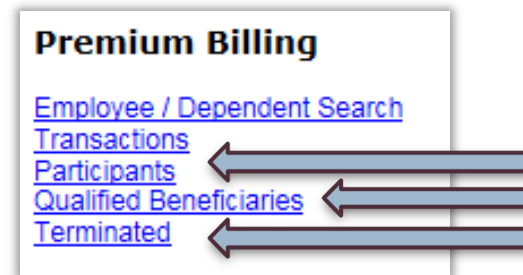 Premium Billing
Employee / Dependent Search
Transactions
Participants
Qualified Beneficiaries
Terminated